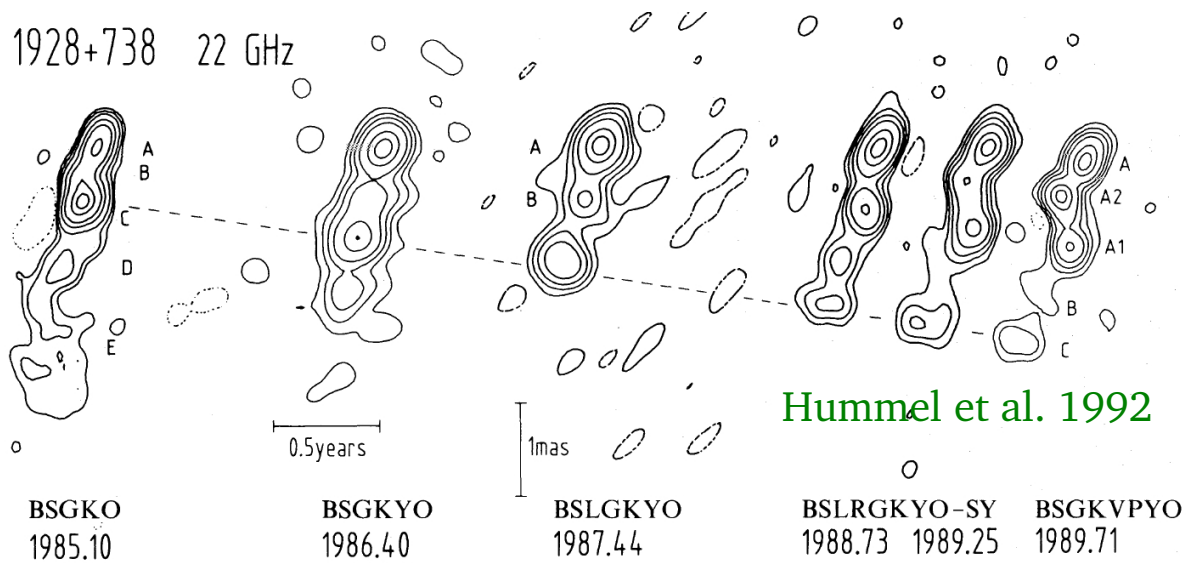 1928+738 22 GHz
A
B
C
D
E
A
B
A
A2
A1
B
C
Hummel et al. 1992
0.5years
1mas
BSGKO BSGKYO BSLGKYO BSLRGKYO-SY BSGKVPYO
1985.10 1986.40 1987.44 1988.73 1989.25 1989.71